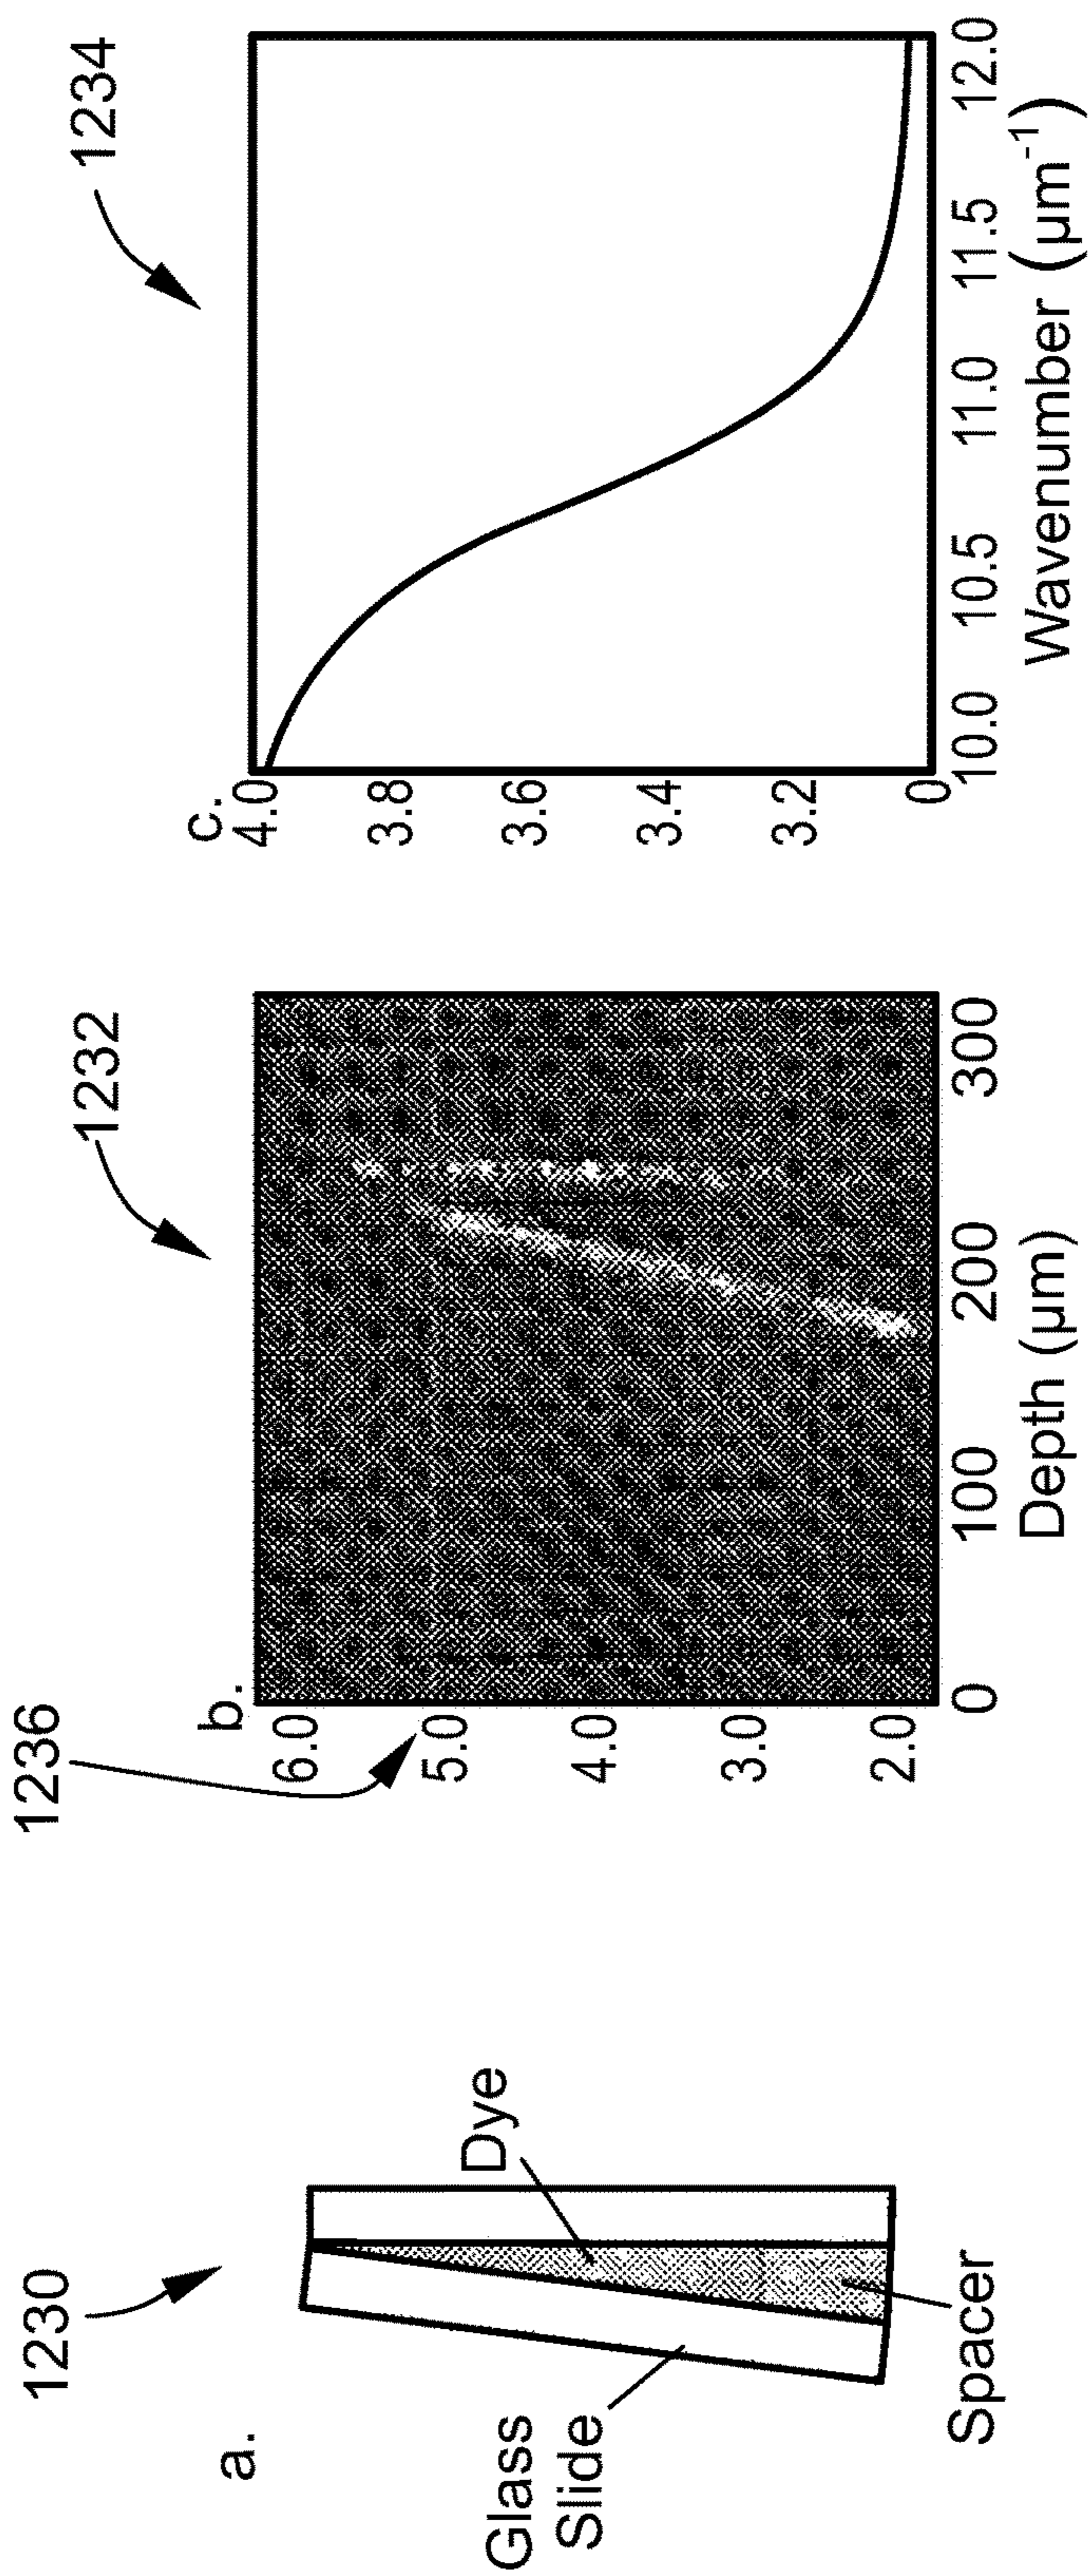 1230
a.
Glass
Slide
Dye
Spacer
1236
1232
b.
6.0
5.0
4.0
3.0
2.0
0
100
200
300
Depth (µm)
1234
c.
4.0
3.8
3.6
3.4
3.2
0
10.0
10.5
11.0
11.5
12.0
Wavenumber (µm⁻¹)